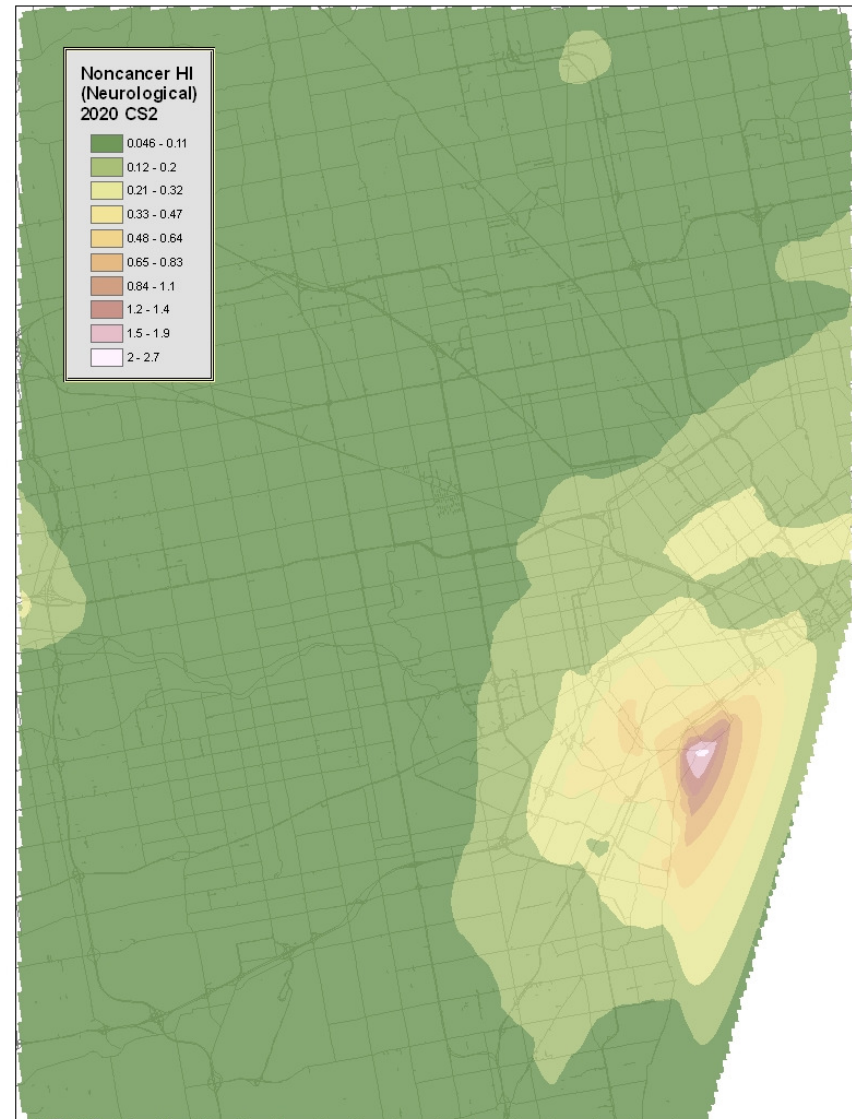 Noncancer HI
(Neurological)
2020 CS2
0.046 - 0.11
0.12 - 0.2
0.21 - 0.32
0.33 - 0.47
0.48 - 0.64
0.65 - 0.83
0.84 - 1.1
1.2 - 1.4
1.5 - 1.9
2 - 2.7